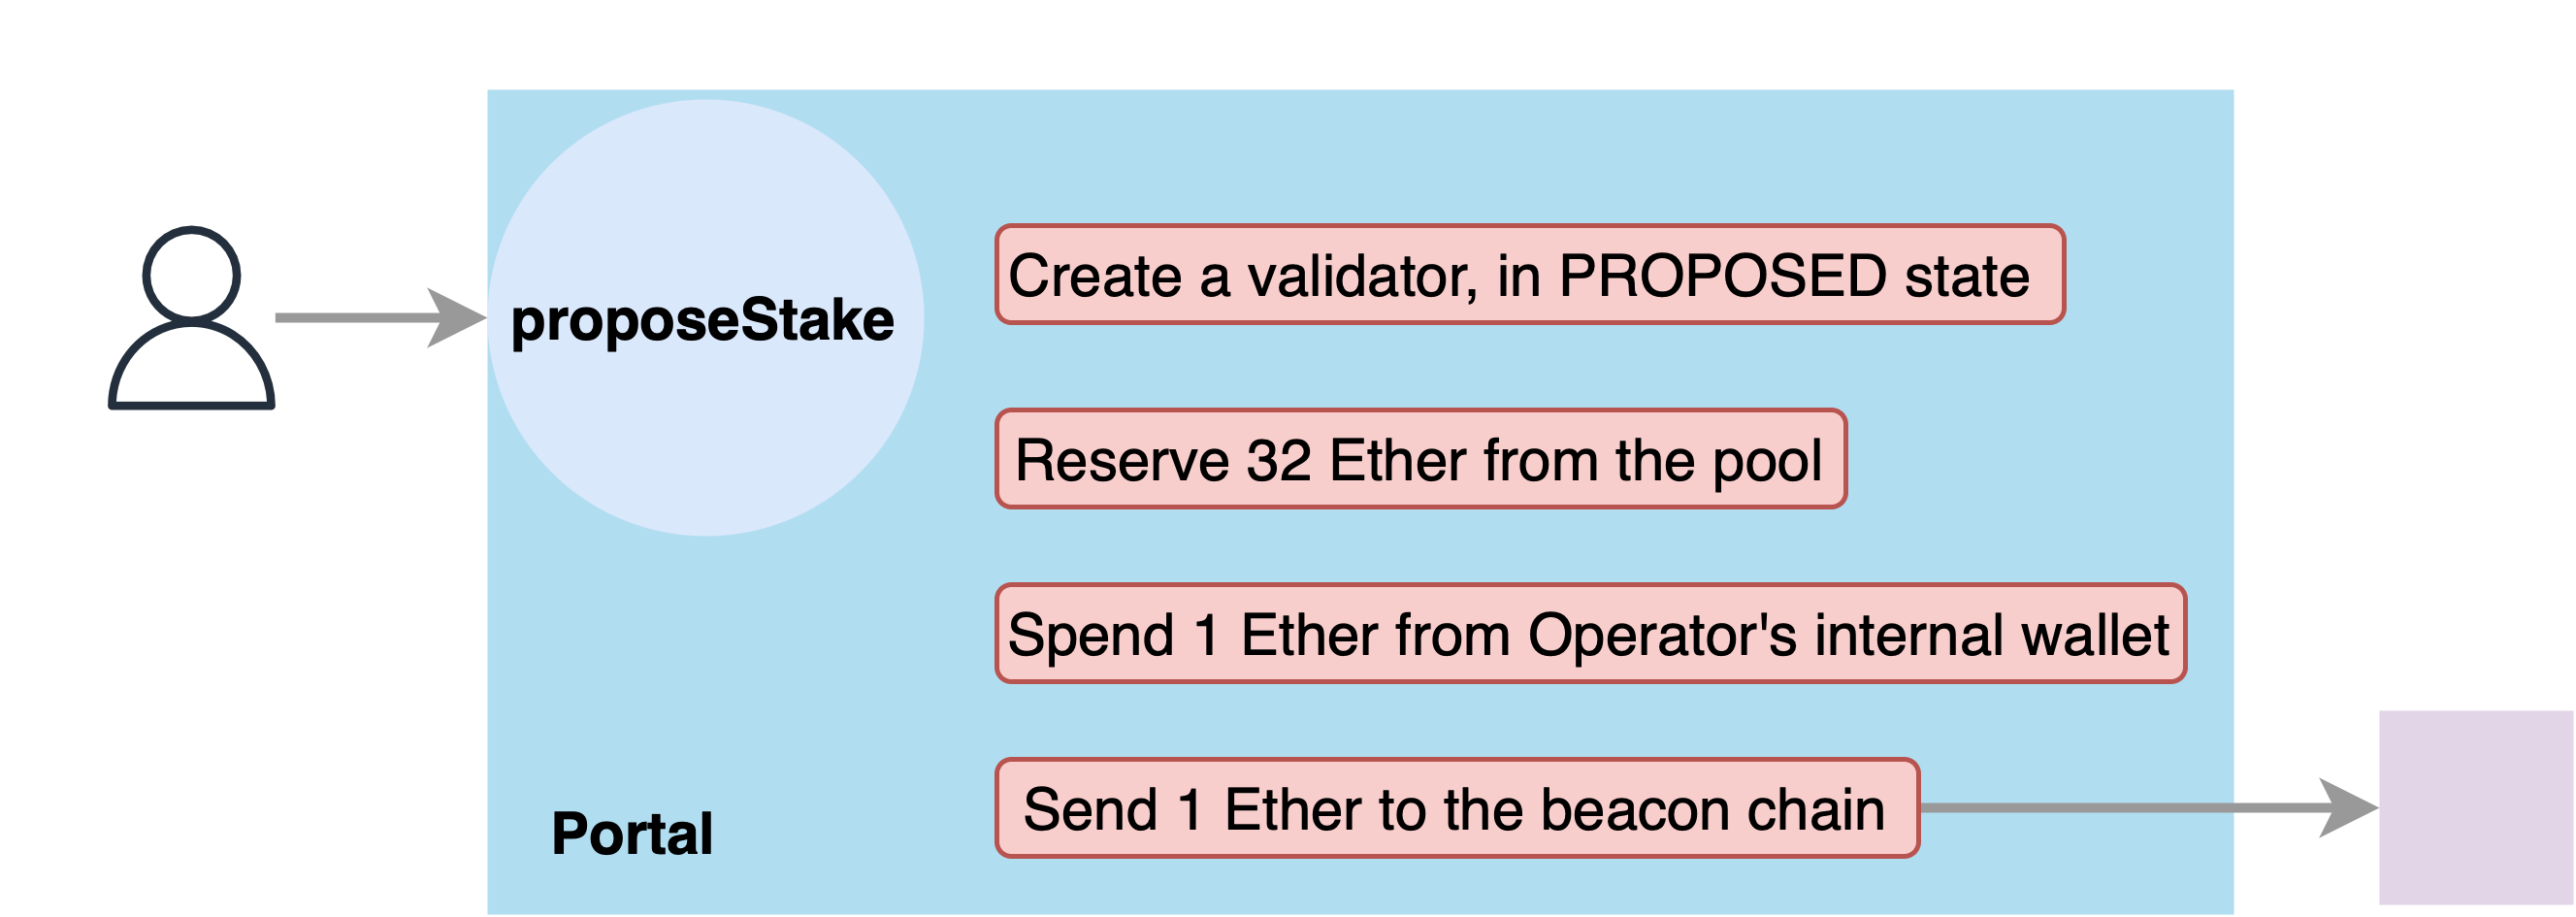 proposeStake
Create a validator, in PROPOSED state
Reserve 32 Ether from the pool
Spend 1 Ether from Operator's internal wallet
Send 1 Ether to the beacon chain
Portal